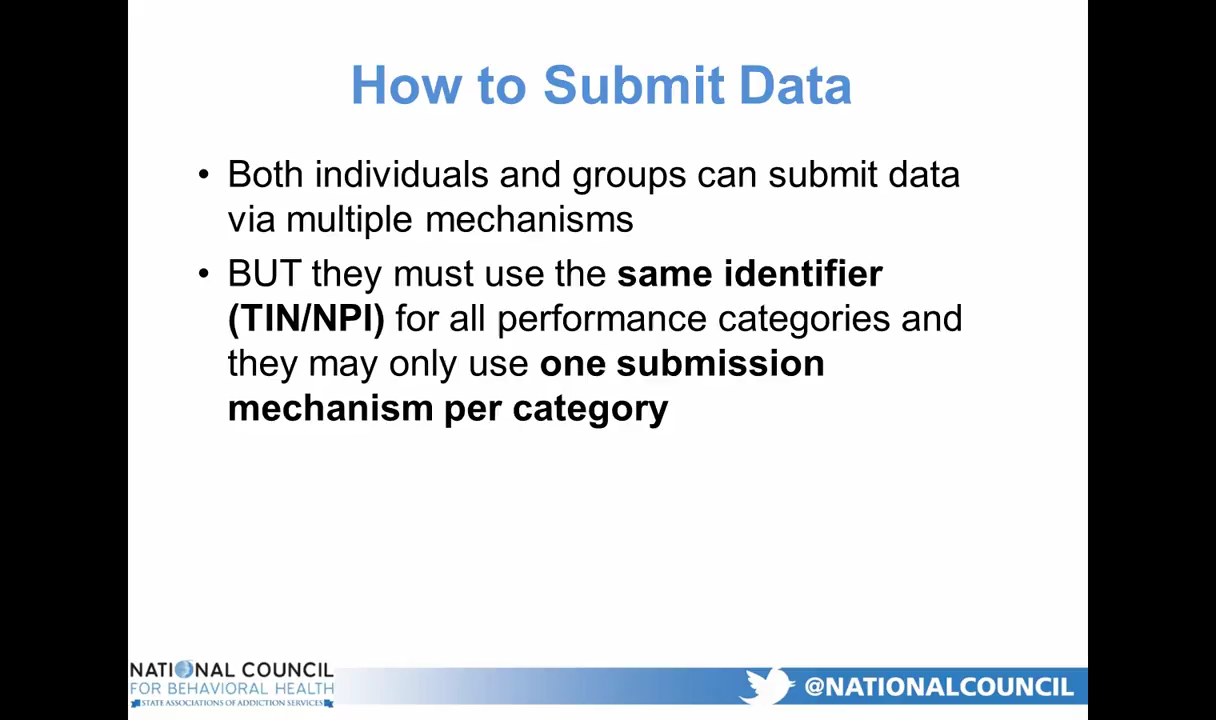 How to Submit Data
• Both individuals and groups can submit data
via multiple mechanisms
• BUT they must use the same identifier
(TIN/NPI) for all performance categories and
they may only use one submission
mechanism per category
NATIONAL COUNCIL
FOR BEHAVIORAL HEALTH
STATE ASSOCIATIONS OF ADDICTION SERVICES
@NATIONALCOUNCIL